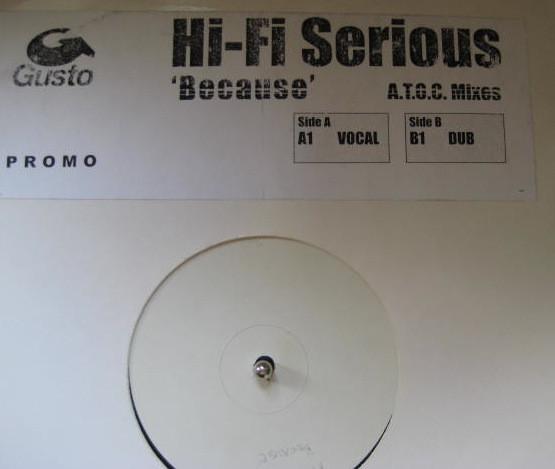 Gusto
Hi-Fi Serious
'Because'
A.T.O.C. Mixes
Side A
A1 VOCAL
Side B
B1 DUB
PROMO